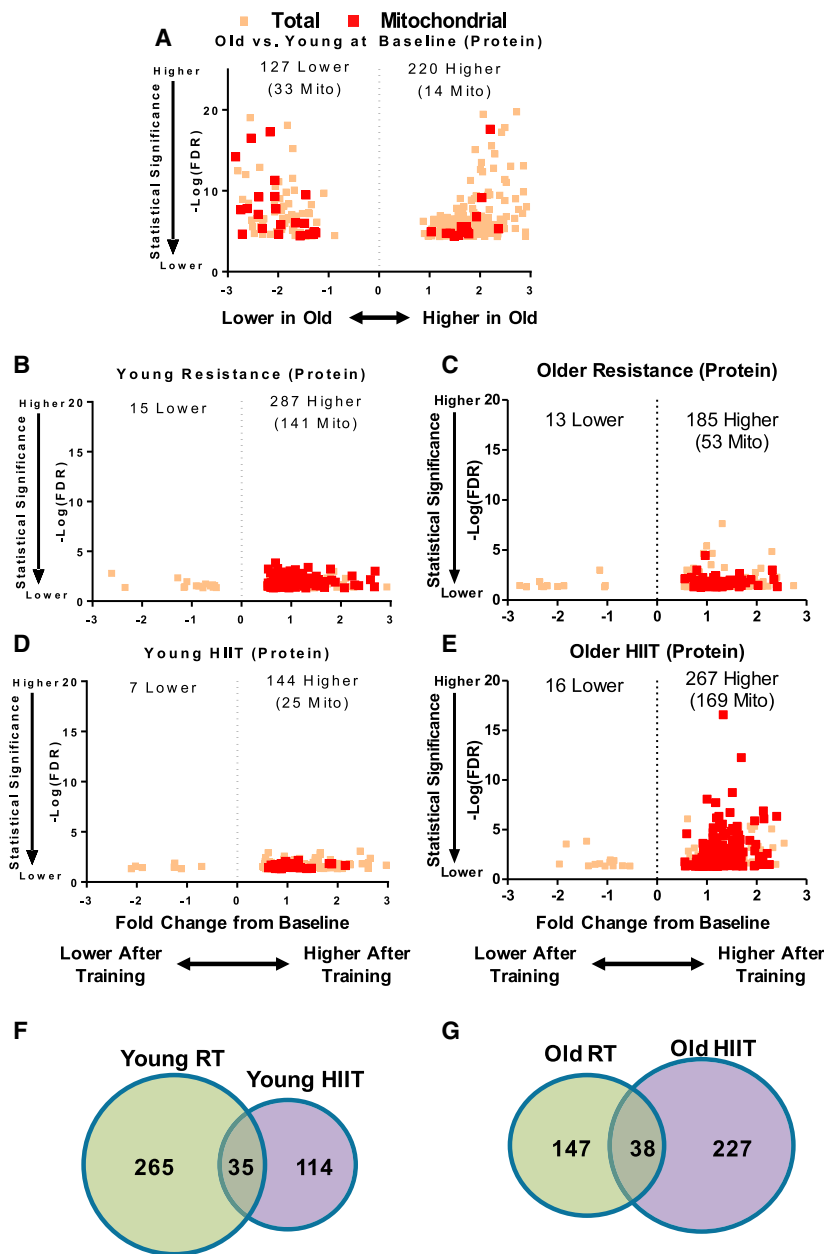 Total Mitochondrial
A Old vs. Young at Baseline (Protein)
Higher
Statistical Significance
Lower
-Log(FDR)
127 Lower
(33 Mito)
220 Higher
(14 Mito)
20
10
0
-3 -2 -1 0 1 2 3
Lower in Old Higher in Old
B
Young Resistance (Protein)
Higher
Statistical Significance
Lower
-Log(FDR)
15 Lower
287 Higher
(141 Mito)
20
15
10
5
0
-3 -2 -1 0 1 2 3
C
Older Resistance (Protein)
Higher
Statistical Significance
Lower
-Log(FDR)
13 Lower
185 Higher
(53 Mito)
20
15
10
5
0
-3 -2 -1 0 1 2 3
D
Young HIIT (Protein)
Higher
Statistical Significance
Lower
-Log(FDR)
7 Lower
144 Higher
(25 Mito)
20
15
10
5
0
-3 -2 -1 0 1 2 3
Fold Change from Baseline
Lower After
Training
Higher After
Training
E
Older HIIT (Protein)
Higher
Statistical Significance
Lower
-Log(FDR)
16 Lower
267 Higher
(169 Mito)
20
15
10
5
0
-3 -2 -1 0 1 2 3
Fold Change from Baseline
Lower After
Training
Higher After
Training
F
Young RT
Young HIIT
265 35 114
G
Old RT
Old HIIT
147 38 227